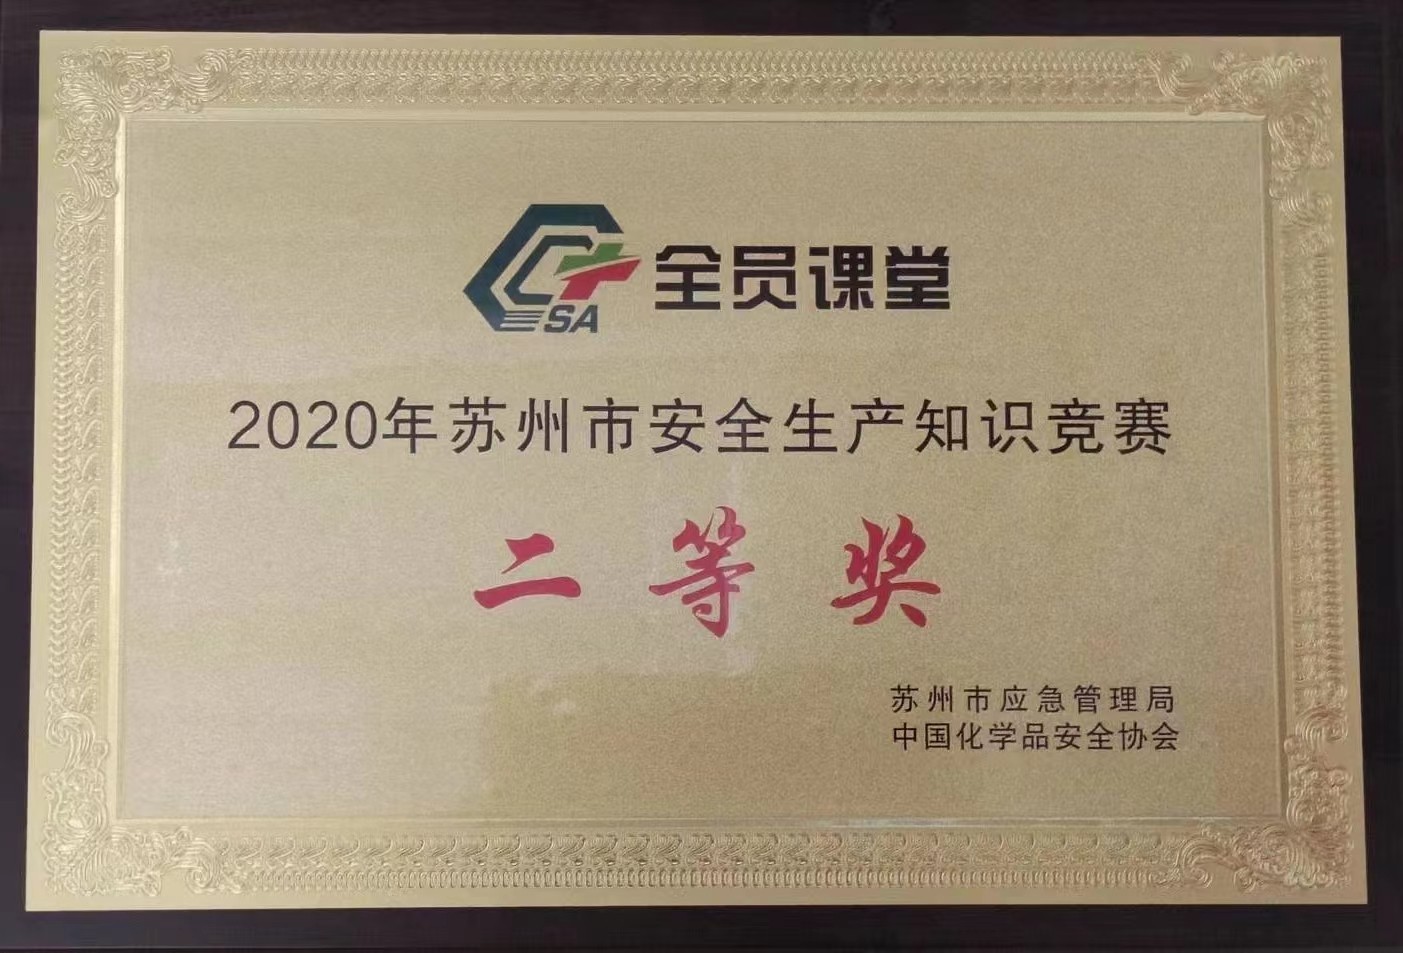 SA
全员课堂
2020年苏州市安全生产知识竞赛
二等奖
苏州市应急管理局
中国化学品安全协会